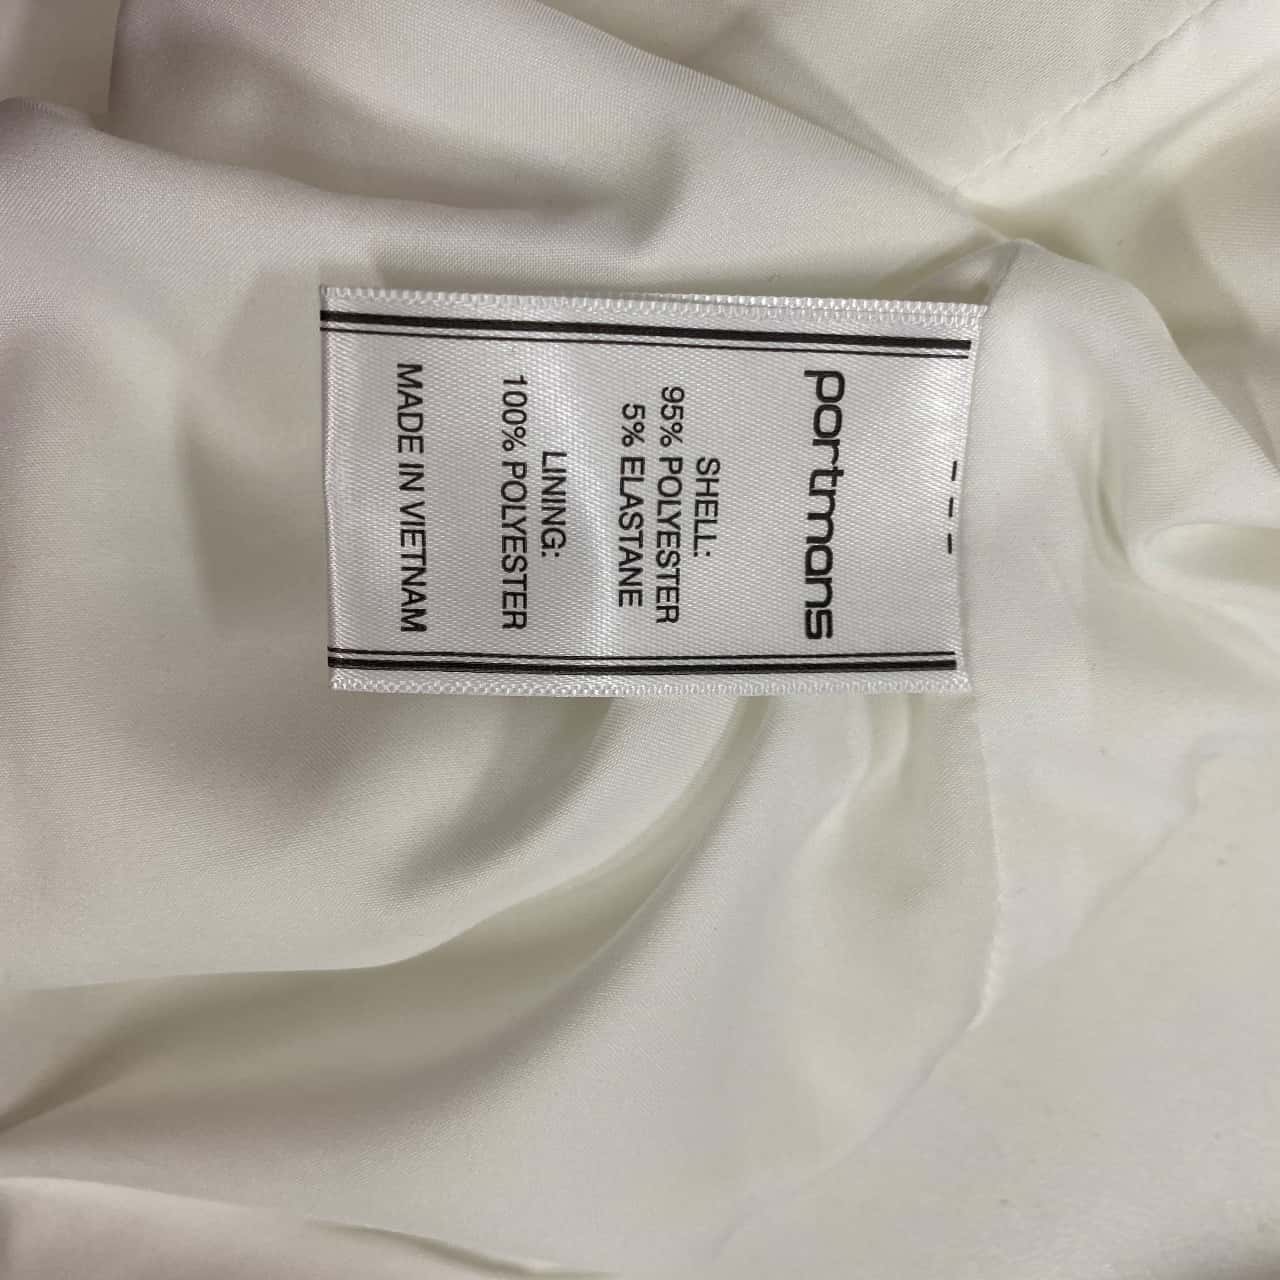 portmans
SHELL:
95% POLYESTER
5% ELASTANE
LINING:
100% POLYESTER
MADE IN VIETNAM